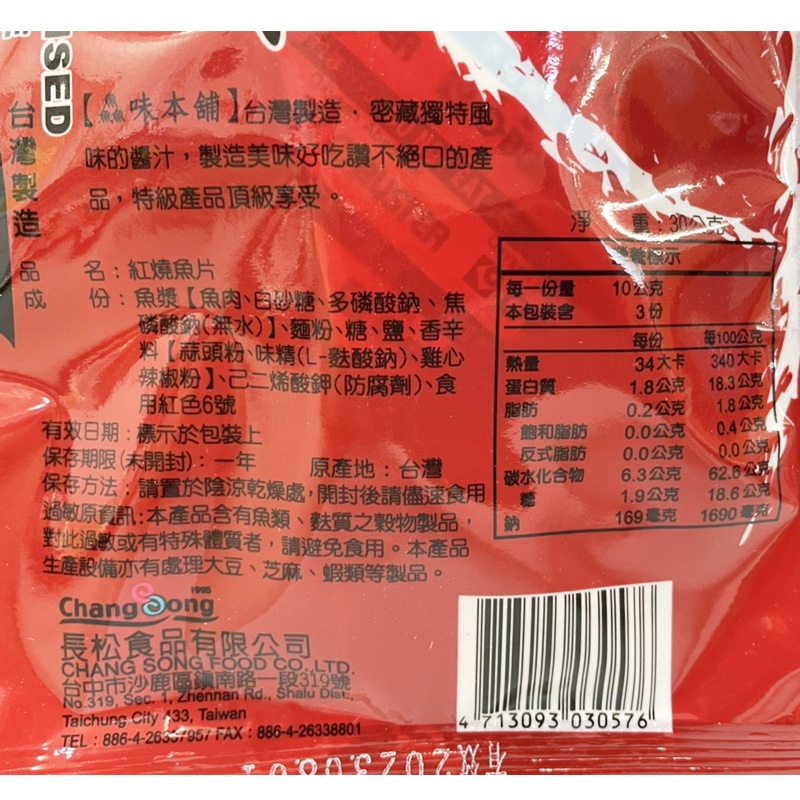 台灣製造
【鱻味本舖】台灣製造．密藏獨特風
味的醬汁，製造美味好吃讚不絕口的產
品，特級產品頂級享受。
品　　名：紅燒魚片
成　　份：魚漿【魚肉、白砂糖、多磷酸鈉、焦
磷酸鈉(無水)】、麵粉、糖、鹽、香辛
料【蒜頭粉、味精(L-麩酸鈉)、雞心
辣椒粉】、己二烯酸鉀(防腐劑)、食
用紅色6號
有效日期：標示於包裝上
保存期限(未開封)：一年　原產地：台灣
保存方法：請置於陰涼乾燥處，開封後請儘速食用
過敏原資訊：本產品含有魚類、麩質之穀物製品，
對此過敏或有特殊體質者，請避免食用。本產品
生產設備亦有處理大豆、芝麻、蝦類等製品。
淨　重：30公克
營養標示
每一份量　10公克
本包裝含　3份
每份　每100公克
熱量　34大卡　340大卡
蛋白質　1.8公克　18.3公克
脂肪　0.2公克　1.8公克
飽和脂肪　0.0公克　0.4公克
反式脂肪　0.0公克　0.0公克
碳水化合物　6.3公克　62.8公克
糖　1.9公克　18.6公克
鈉　169毫克　1690毫克
1995
Chang Song
長松食品有限公司
CHANG SONG FOOD CO.,LTD.
台中市沙鹿區鎮南路一段319號
No.319, Sec. 1, Zhennan Rd., Shalu Dist.,
Taichung City 433, Taiwan
TEL：886-4-26337957 FAX：886-4-26338801
4 713093 030576